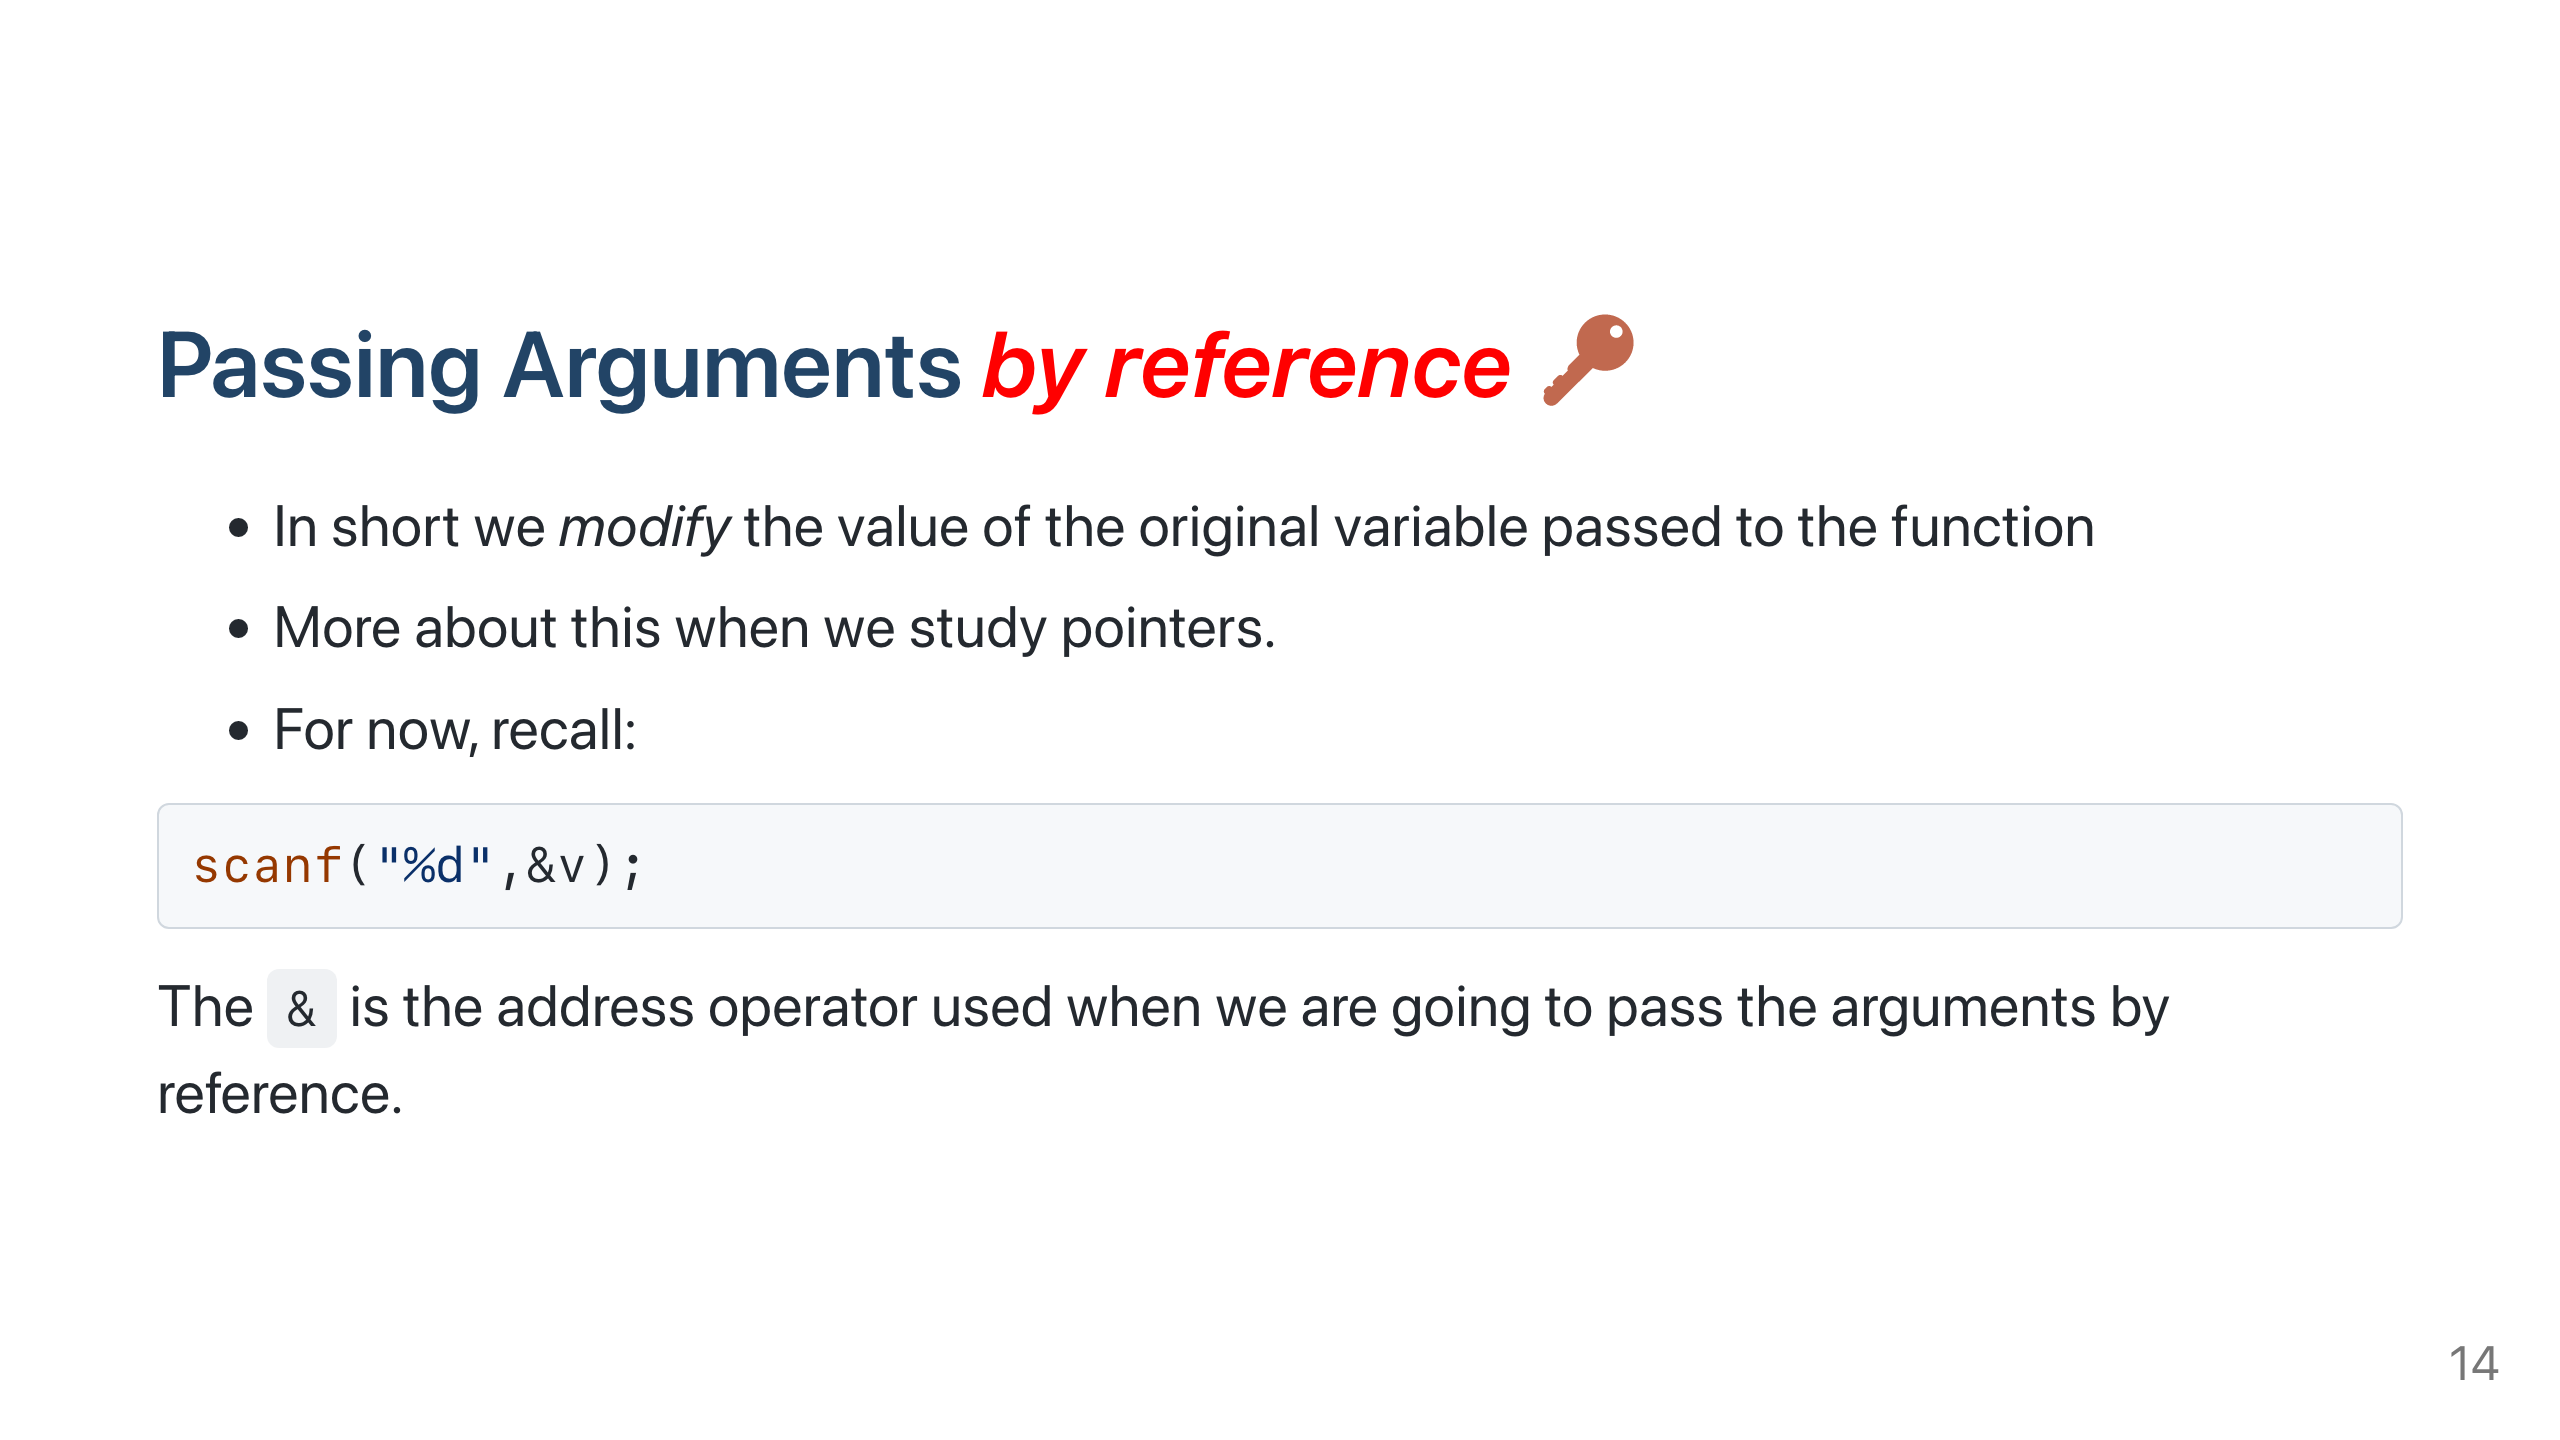 Passing Arguments by reference
• In short we modify the value of the original variable passed to the function
• More about this when we study pointers.
• For now, recall:
scanf("%d",&v);
The & is the address operator used when we are going to pass the arguments by
reference.
14